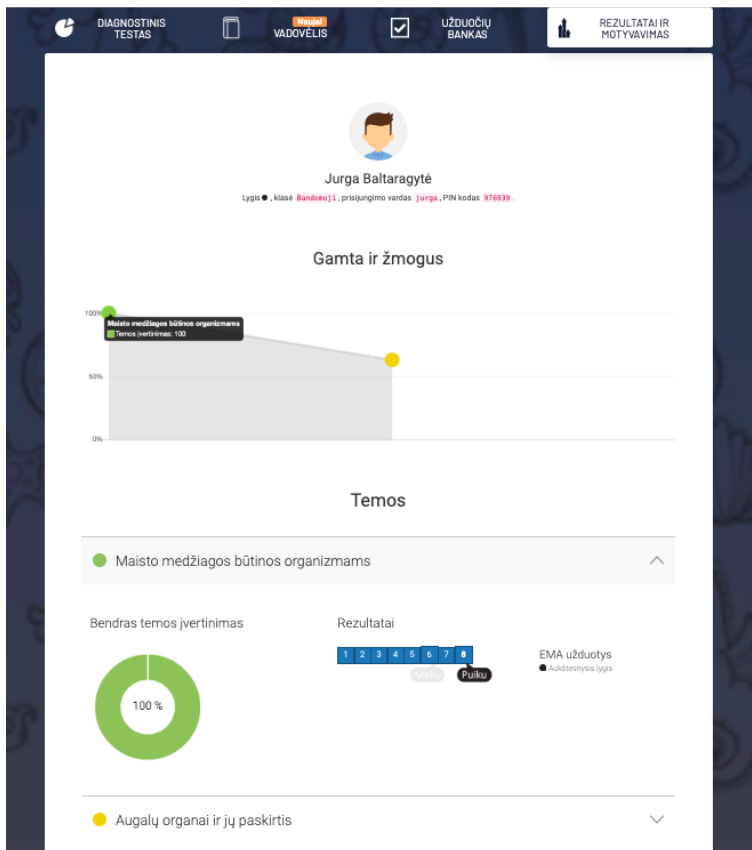 DIAGNOSTINIS
TESTAS
Nauja!
VADOVĖLIS
UŽDUOČIŲ
BANKAS
REZULTATAI IR
MOTYVAVIMAS
Jurga Baltaragytė
Lygis , klasė Bandomoji , prisijungimo vardas jurga , PIN kodas 976939 .
Gamta ir žmogus
100%
Maisto medžiagos būtinos organizmams
Temos įvertinimas: 100
50%
0%
Temos
Maisto medžiagos būtinos organizmams
Bendras temos įvertinimas
Rezultatai
1 2 3 4 5 6 7 8
Moku
Puiku
EMA užduotys
Aukštesnysis lygis
100 %
Augalų organai ir jų paskirtis